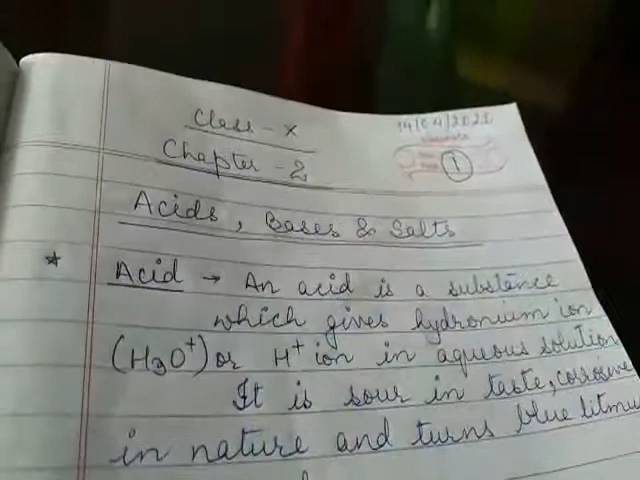 Class - X
14/04/2021
Chapter - 2
1
Acids, Bases & Salts
* Acid → An acid is a substance
which gives hydronium ion
(H3O+) or H+ ion in aqueous solution
It is sour in taste, corrosive
in nature and turns blue litmus